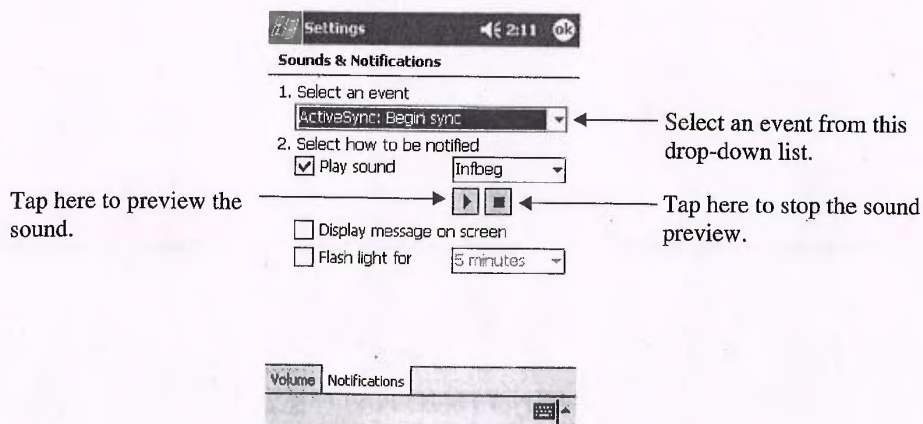 Settings 2:11 ok
Sounds & Notifications
1. Select an event
ActiveSync: Begin sync
Select an event from this
drop-down list.
2. Select how to be notified
Play sound Infbeg
Tap here to preview the
sound.
Tap here to stop the sound
preview.
Display message on screen
Flash light for 5 minutes
Volume Notifications